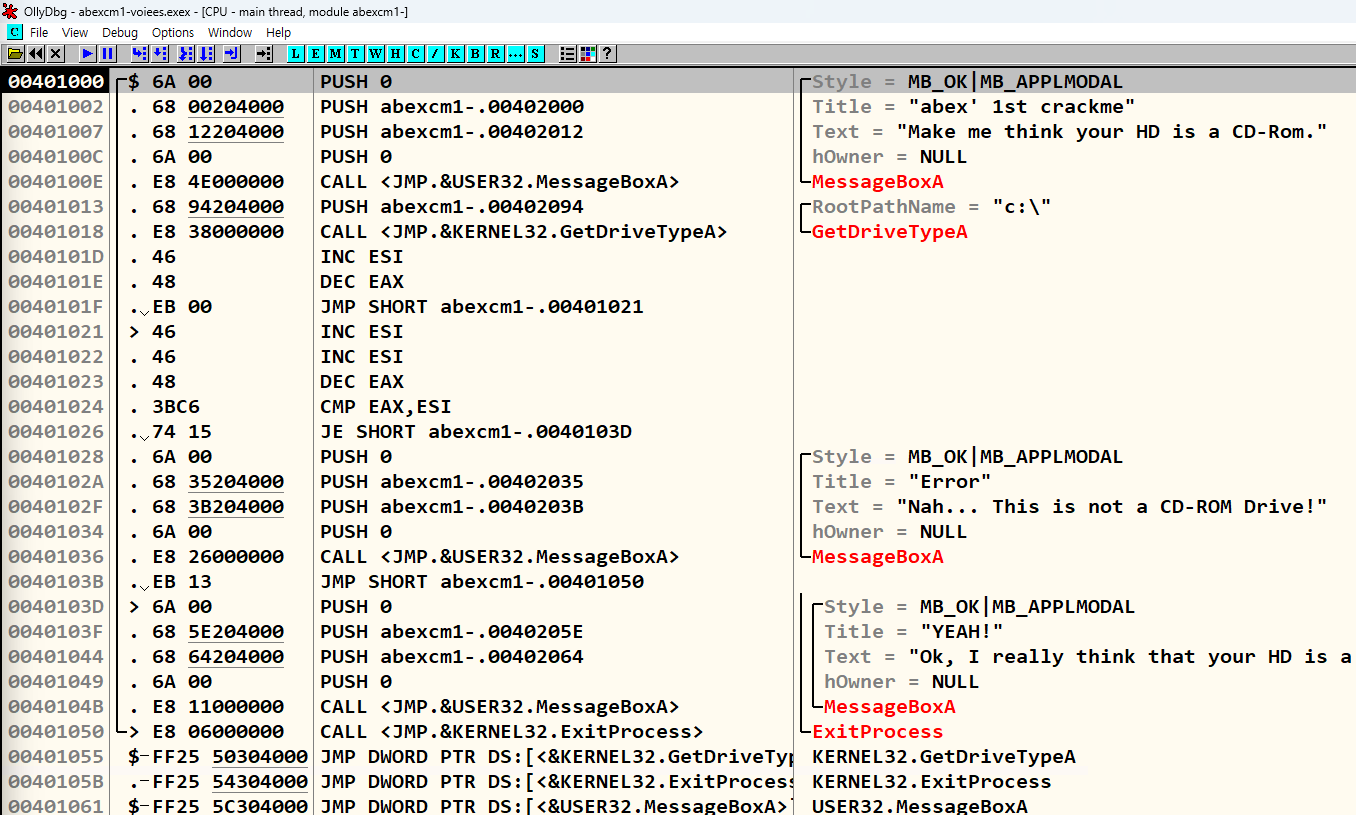 OllyDbg - abexcm1-voiees.exex - [CPU - main thread, module abexcm1-]
C File View Debug Options Window Help
L E M T W H C / K B R ... S ?
00401000 $ 6A 00 PUSH 0 Style = MB_OK|MB_APPLMODAL
00401002 . 68 00204000 PUSH abexcm1-.00402000 Title = "abex' 1st crackme"
00401007 . 68 12204000 PUSH abexcm1-.00402012 Text = "Make me think your HD is a CD-Rom."
0040100C . 6A 00 PUSH 0 hOwner = NULL
0040100E . E8 4E000000 CALL <JMP.&USER32.MessageBoxA> MessageBoxA
00401013 . 68 94204000 PUSH abexcm1-.00402094 RootPathName = "c:\"
00401018 . E8 38000000 CALL <JMP.&KERNEL32.GetDriveTypeA> GetDriveTypeA
0040101D . 46 INC ESI
0040101E . 48 DEC EAX
0040101F . EB 00 JMP SHORT abexcm1-.00401021
00401021 > 46 INC ESI
00401022 . 46 INC ESI
00401023 . 48 DEC EAX
00401024 . 3BC6 CMP EAX,ESI
00401026 . 74 15 JE SHORT abexcm1-.0040103D
00401028 . 6A 00 PUSH 0 Style = MB_OK|MB_APPLMODAL
0040102A . 68 35204000 PUSH abexcm1-.00402035 Title = "Error"
0040102F . 68 3B204000 PUSH abexcm1-.0040203B Text = "Nah... This is not a CD-ROM Drive!"
00401034 . 6A 00 PUSH 0 hOwner = NULL
00401036 . E8 26000000 CALL <JMP.&USER32.MessageBoxA> MessageBoxA
0040103B . EB 13 JMP SHORT abexcm1-.00401050
0040103D > 6A 00 PUSH 0 Style = MB_OK|MB_APPLMODAL
0040103F . 68 5E204000 PUSH abexcm1-.0040205E Title = "YEAH!"
00401044 . 68 64204000 PUSH abexcm1-.00402064 Text = "Ok, I really think that your HD is a
00401049 . 6A 00 PUSH 0 hOwner = NULL
0040104B . E8 11000000 CALL <JMP.&USER32.MessageBoxA> MessageBoxA
00401050 > E8 06000000 CALL <JMP.&KERNEL32.ExitProcess> ExitProcess
00401055 $- FF25 50304000 JMP DWORD PTR DS:[<&KERNEL32.GetDriveTyp KERNEL32.GetDriveTypeA
0040105B .- FF25 54304000 JMP DWORD PTR DS:[<&KERNEL32.ExitProcess KERNEL32.ExitProcess
00401061 $- FF25 5C304000 JMP DWORD PTR DS:[<&USER32.MessageBoxA>] USER32.MessageBoxA